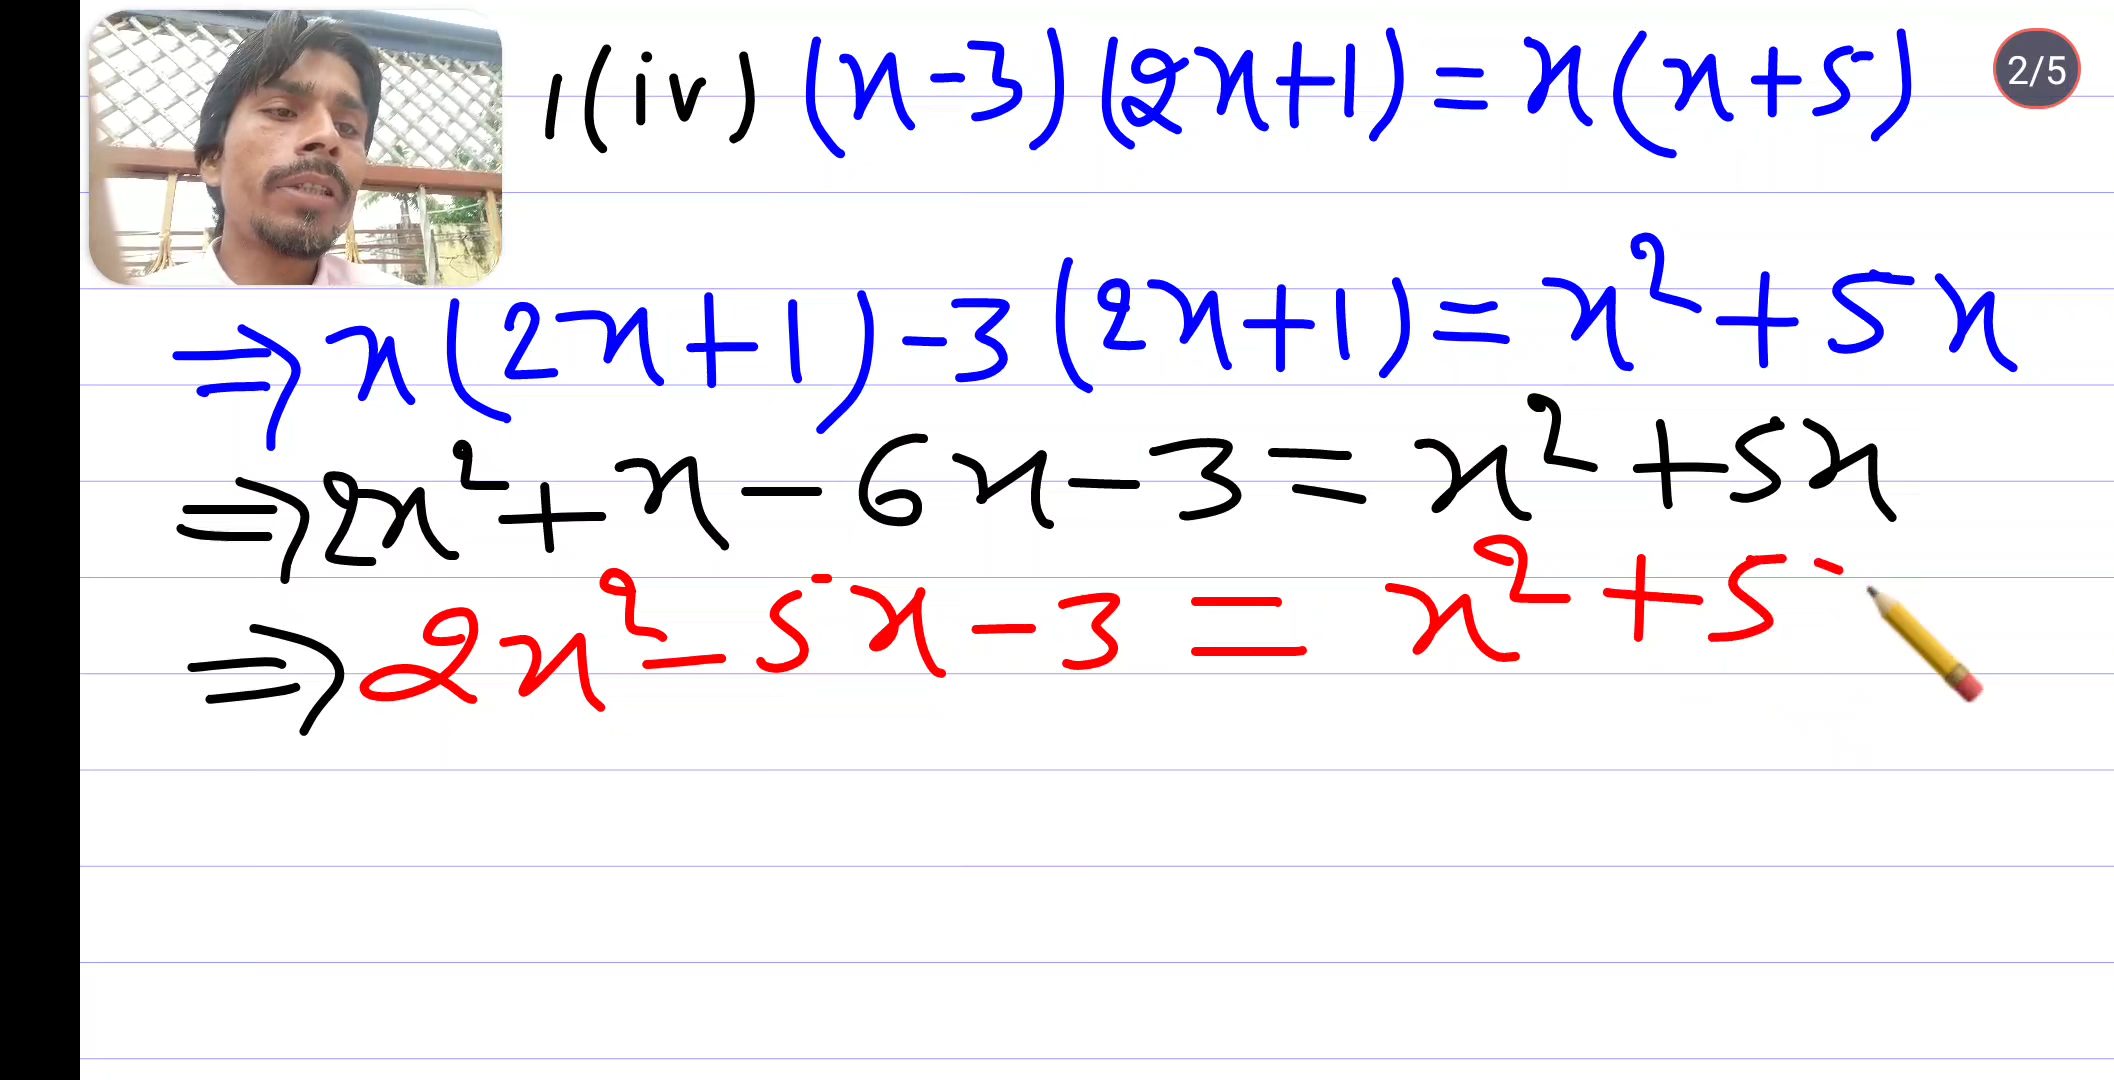 1(iv) (x-3)(2x+1)=x(x+5)
2/5
⇒x(2x+1)-3(2x+1)=x²+5x
⇒2x²+x-6x-3=x²+5x
⇒2x²-5x-3=x²+5